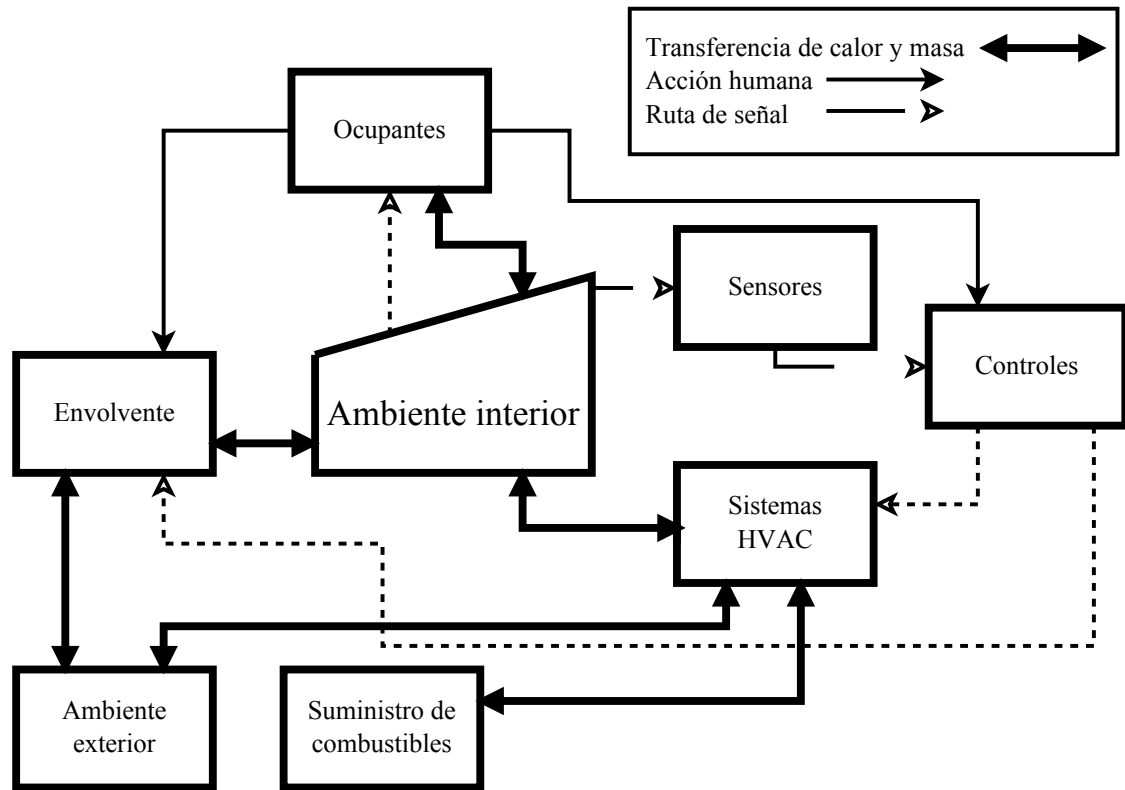 Transferencia de calor y masa
Acción humana
Ruta de señal
Ocupantes
Sensores
Controles
Envolvente
Ambiente interior
Sistemas
HVAC
Ambiente
exterior
Suministro de
combustibles